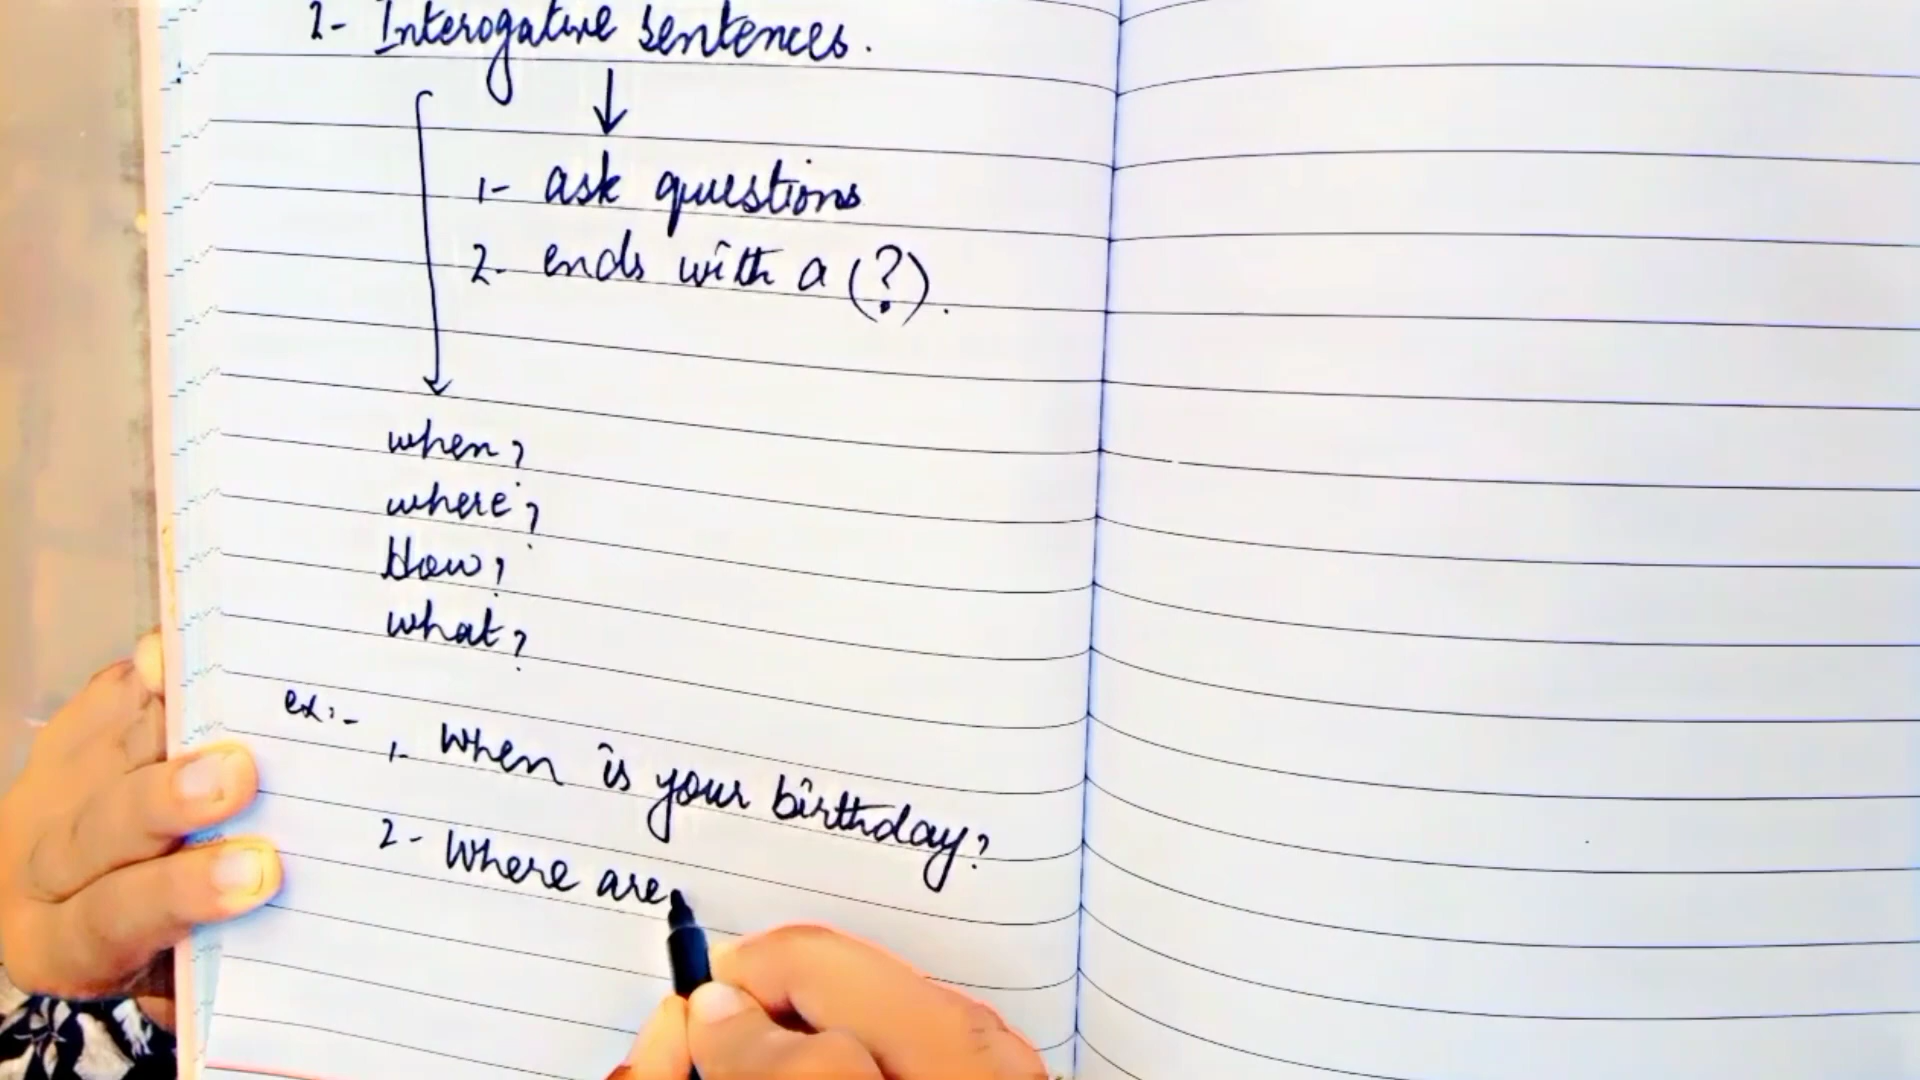 2- Interogative sentences.
1- ask questions
2- ends with a (?).
when?
where?
How?
what?
ex:-
1- When is your birthday?
2- Where are